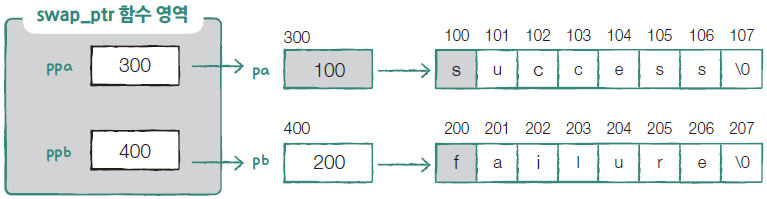 swap_ptr 함수 영역
300
100 101 102 103 104 105 106 107
ppa 300 pa 100 s u c c e s s \0
400
200 201 202 203 204 205 206 207
ppb 400 pb 200 f a i l u r e \0